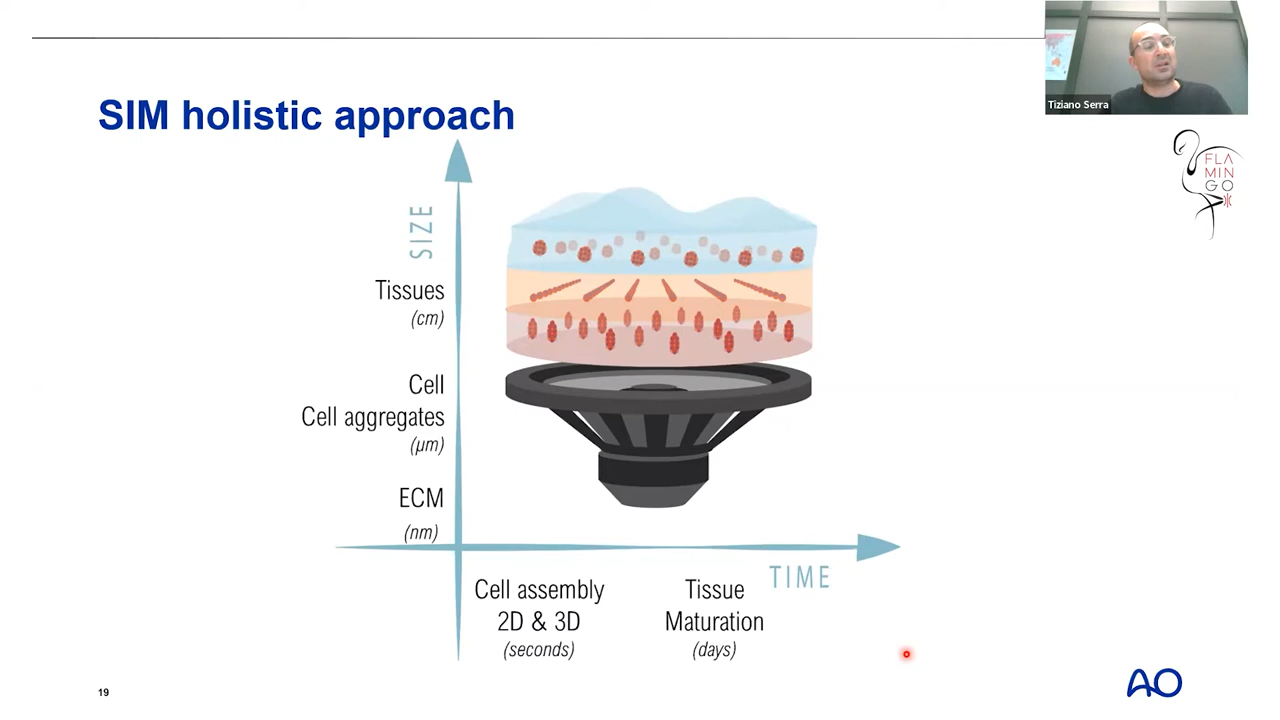 Tiziano Serra
SIM holistic approach
FLA
MIN
GO
SIZE
Tissues
(cm)
Cell
Cell aggregates
(µm)
ECM
(nm)
TIME
Cell assembly
2D & 3D
(seconds)
Tissue
Maturation
(days)
19
AO